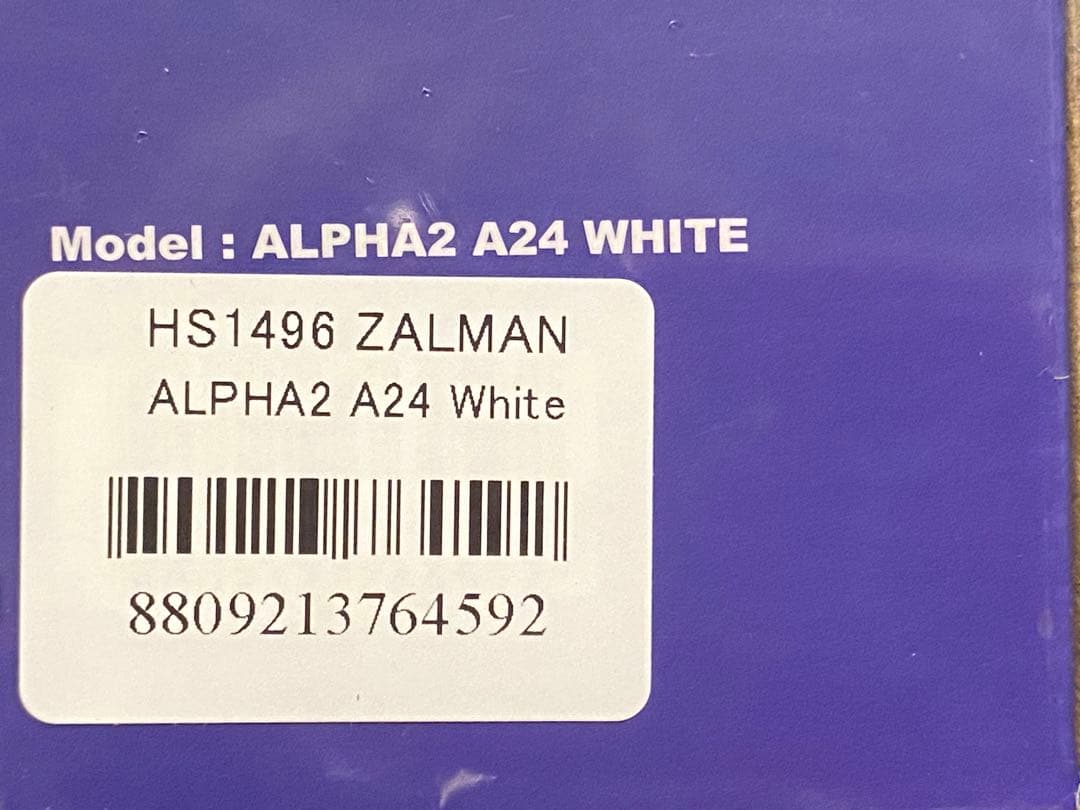 Model : ALPHA2 A24 WHITE
HS1496 ZALMAN
ALPHA2 A24 White
8809213764592